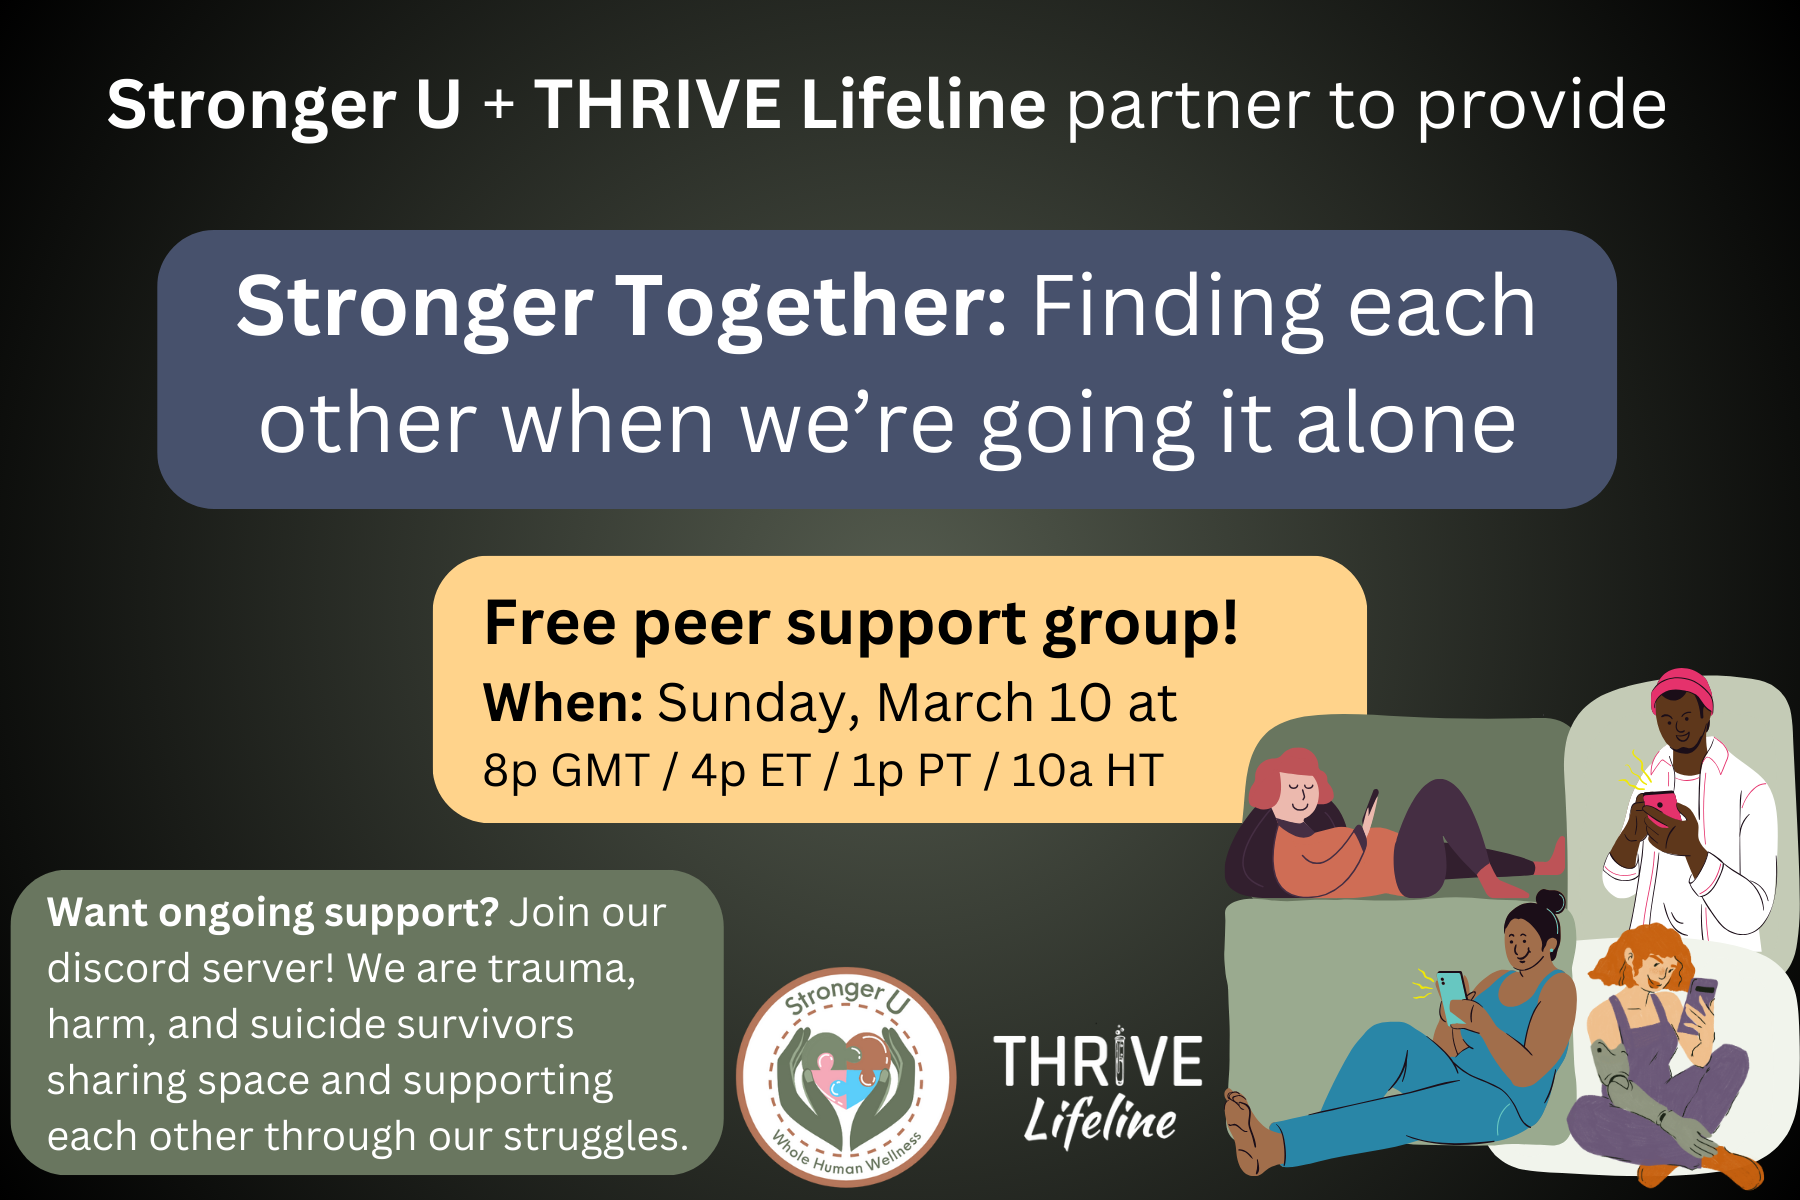 Stronger U + THRIVE Lifeline partner to provide
Stronger Together: Finding each
other when we’re going it alone
Free peer support group!
When: Sunday, March 10 at
8p GMT / 4p ET / 1p PT / 10a HT
Want ongoing support? Join our
discord server! We are trauma,
harm, and suicide survivors
sharing space and supporting
each other through our struggles.
Stronger U
Whole Human Wellness
THRIVE
Lifeline